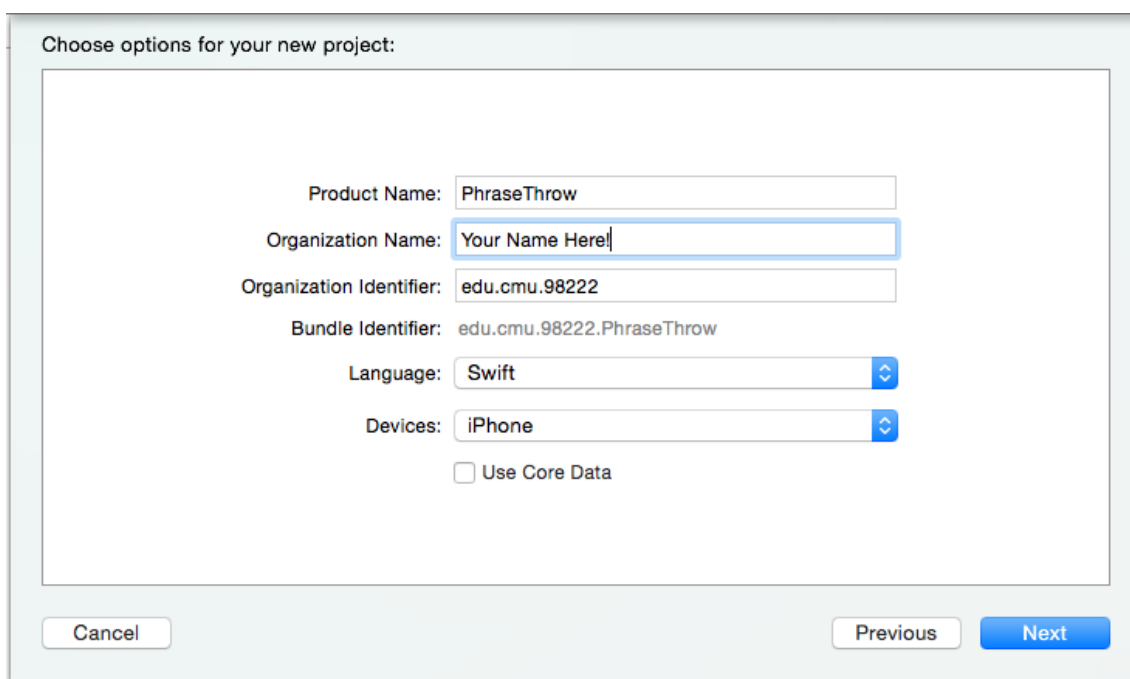 Choose options for your new project:
Product Name: PhraseThrow
Organization Name: Your Name Here!
Organization Identifier: edu.cmu.98222
Bundle Identifier: edu.cmu.98222.PhraseThrow
Language: Swift
Devices: iPhone
Use Core Data
Cancel Previous Next